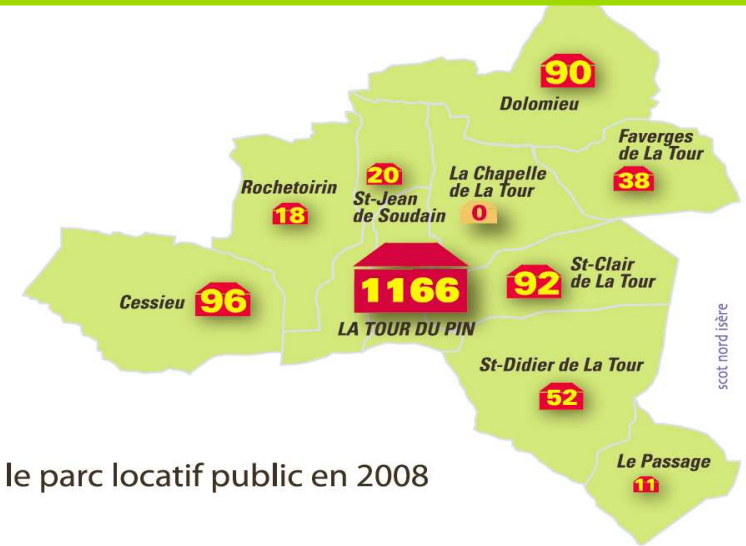 90
Dolomieu
Faverges
de La Tour
38
20
St-Jean
de Soudain
La Chapelle
de La Tour
0
Rochetoirin
18
1166
LA TOUR DU PIN
92
St-Clair
de La Tour
Cessieu
96
St-Didier de La Tour
52
Le Passage
11
scot nord isère
le parc locatif public en 2008